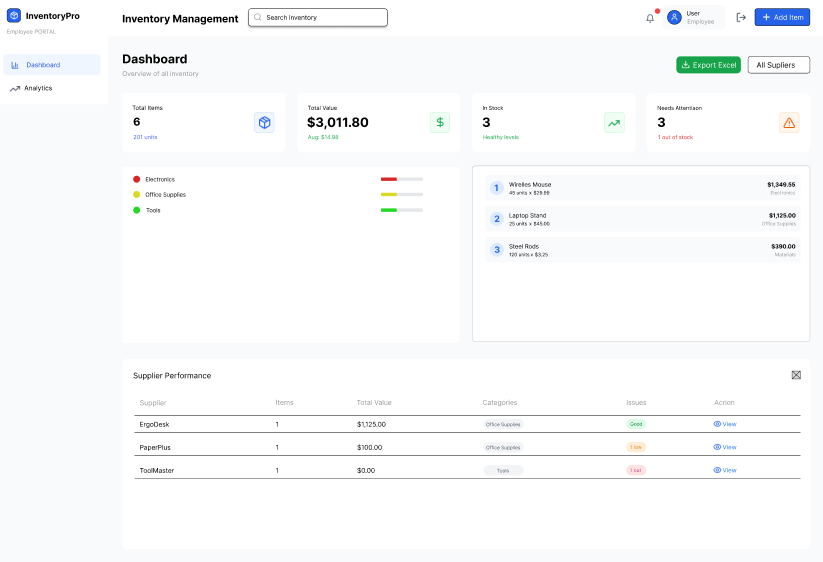 InventoryPro
Employee PORTAL
Dashboard
Analytics
Inventory Management
Search inventory
User
Employee
Add Item
Dashboard
Overview of all inventory
Export Excel
All Supliers
Total Items
6
201 units
Total Value
$3,011.80
Aug: $14.98
In Stock
3
Healthy levels
Needs Attentiaon
3
1 out of stock
Electronics
Office Supplies
Tools
1
Wirelles Mouse
45 units x $29.99
$1,349.55
Electronics
2
Laptop Stand
25 units x $45.00
$1,125.00
Office Supplies
3
Steel Rods
120 units x $3,25
$390.00
Materials
Supplier Performance
Supplier Items Total Value Categories Issues Action
ErgoDesk 1 $1,125.00 Office Supplies Good View
PaperPlus 1 $100.00 Office Supplies 1 low View
ToolMaster 1 $0.00 Tools 1 out View